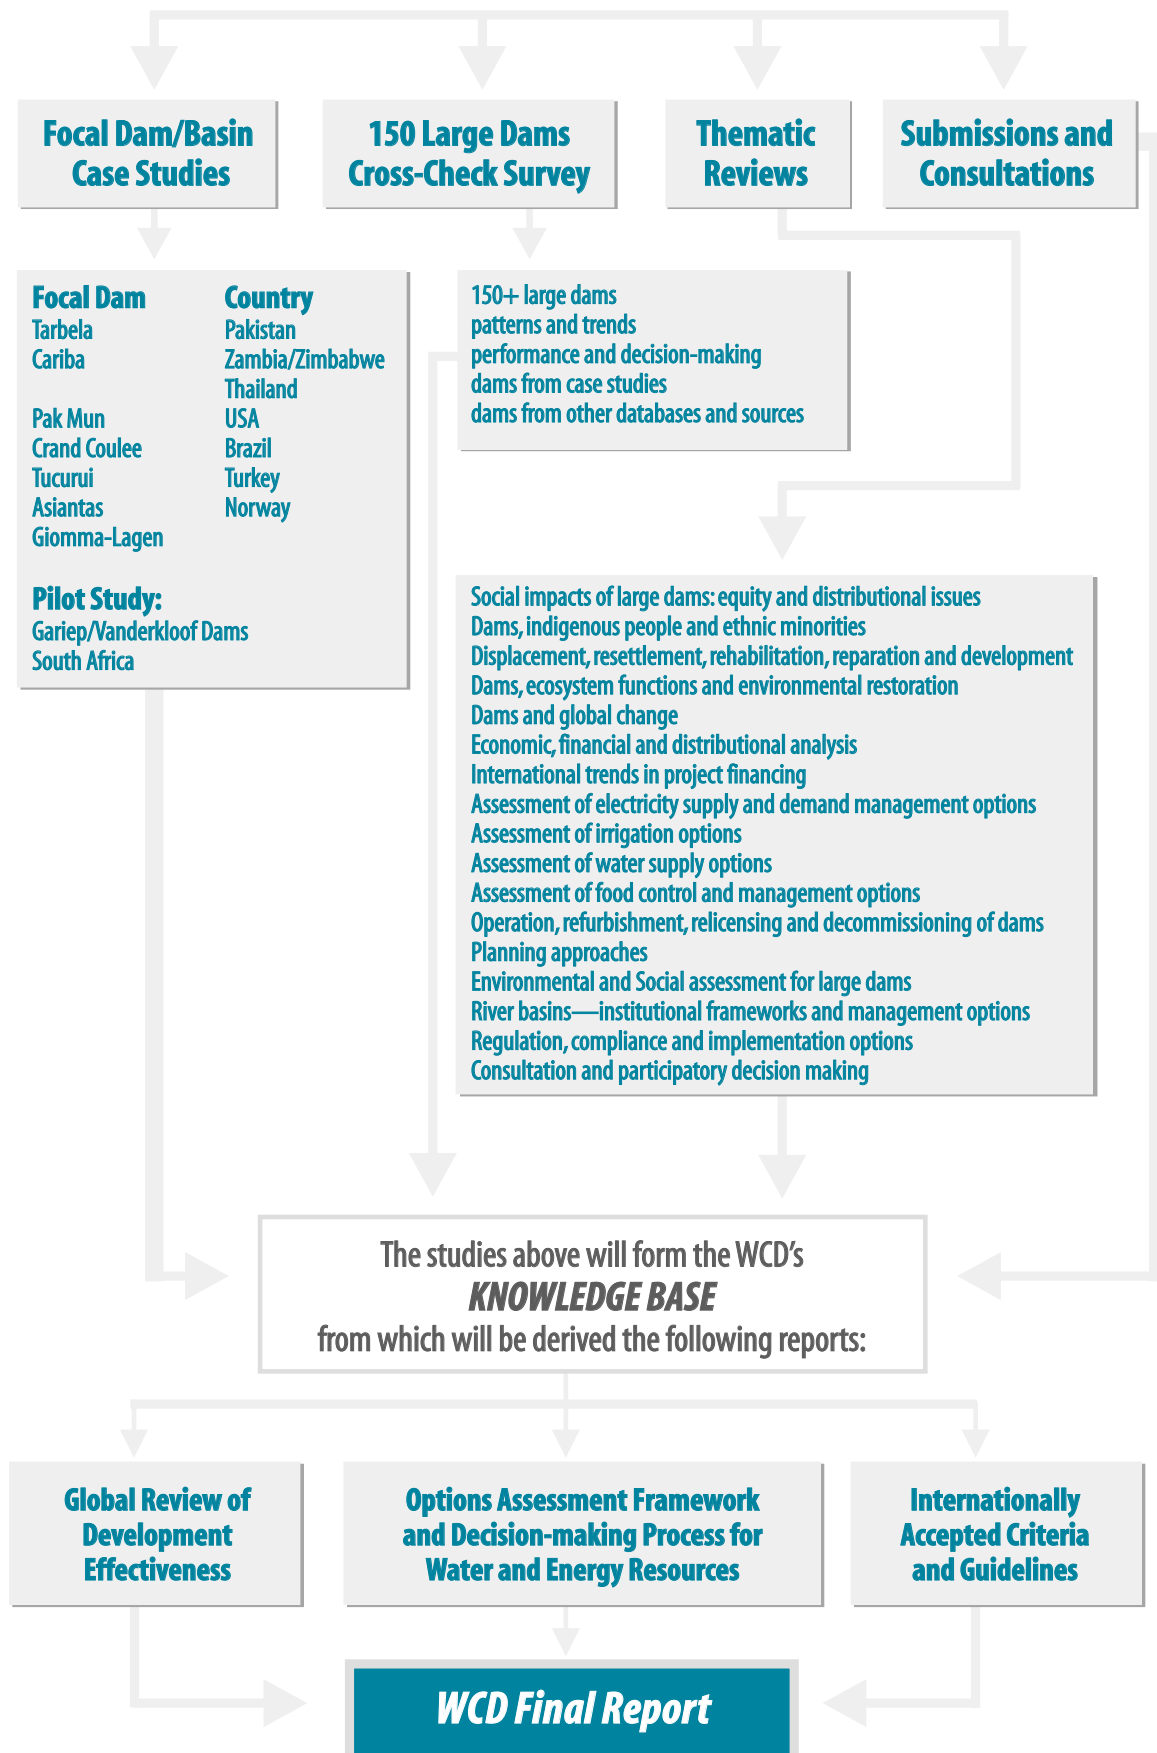 Focal Dam/Basin
Case Studies
150 Large Dams
Cross-Check Survey
Thematic
Reviews
Submissions and
Consultations
Focal Dam Country
Tarbela Pakistan
Cariba Zambia/Zimbabwe
Thailand
Pak Mun USA
Crand Coulee Brazil
Tucurui Turkey
Asiantas Norway
Giomma-Lagen
Pilot Study:
Gariep/Vanderkloof Dams
South Africa
150+ large dams
patterns and trends
performance and decision-making
dams from case studies
dams from other databases and sources
Social impacts of large dams: equity and distributional issues
Dams, indigenous people and ethnic minorities
Displacement, resettlement, rehabilitation, reparation and development
Dams, ecosystem functions and environmental restoration
Dams and global change
Economic, financial and distributional analysis
International trends in project financing
Assessment of electricity supply and demand management options
Assessment of irrigation options
Assessment of water supply options
Assessment of food control and management options
Operation, refurbishment, relicensing and decommissioning of dams
Planning approaches
Environmental and Social assessment for large dams
River basins—institutional frameworks and management options
Regulation, compliance and implementation options
Consultation and participatory decision making
The studies above will form the WCD's
KNOWLEDGE BASE
from which will be derived the following reports:
Global Review of
Development
Effectiveness
Options Assessment Framework
and Decision-making Process for
Water and Energy Resources
Internationally
Accepted Criteria
and Guidelines
WCD Final Report